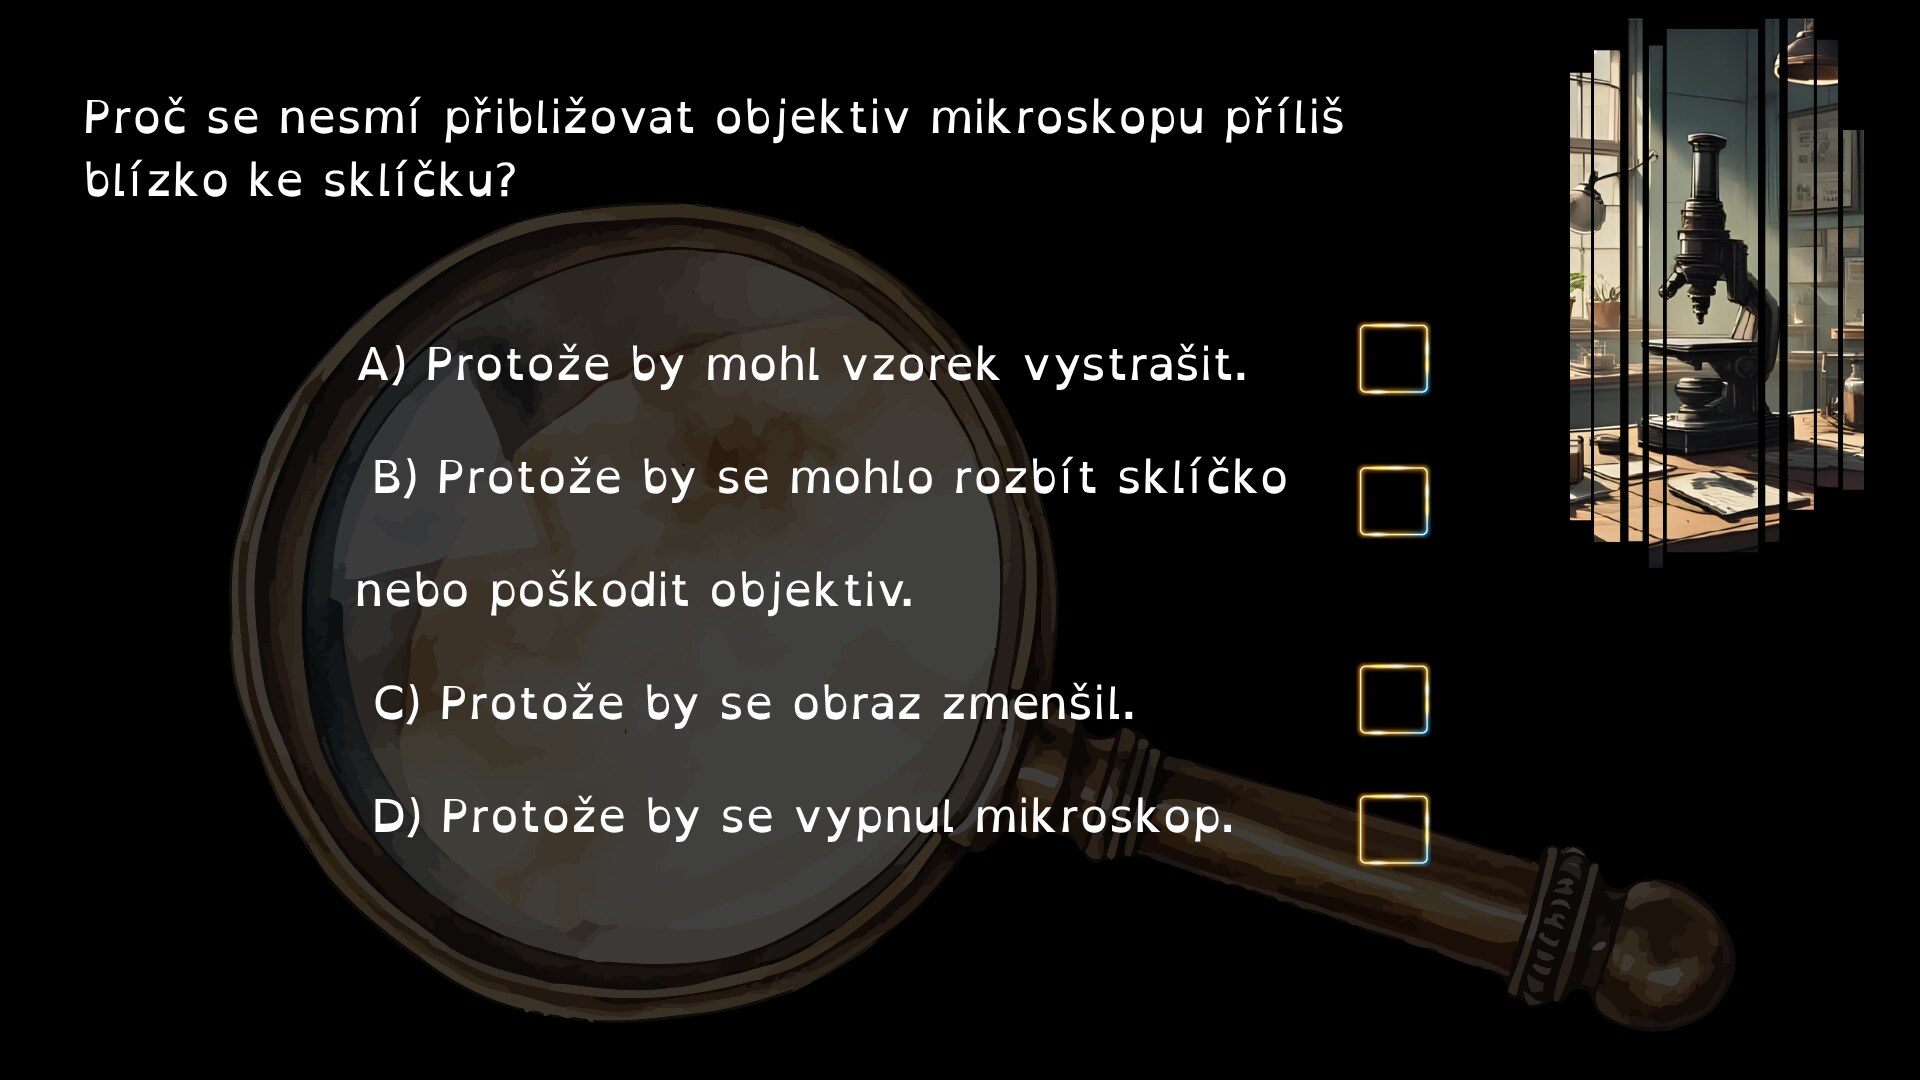 Proč se nesmí přibližovat objektiv mikroskopu příliš
blízko ke sklíčku?
A) Protože by mohl vzorek vystrašit.
B) Protože by se mohlo rozbít sklíčko
nebo poškodit objektiv.
C) Protože by se obraz zmenšil.
D) Protože by se vypnul mikroskop.